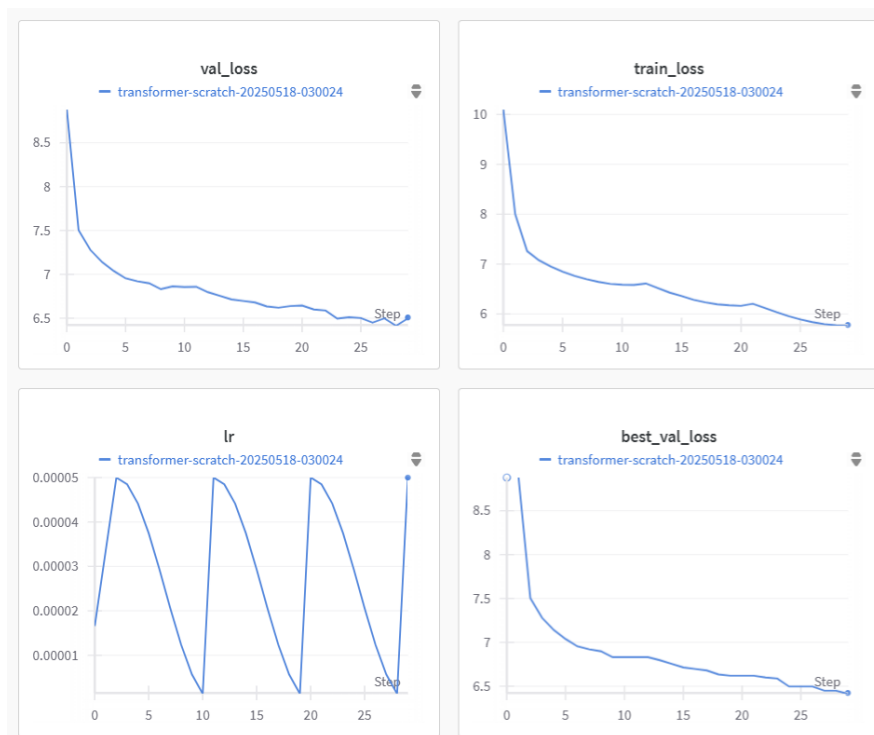 val_loss
transformer-scratch-20250518-030024
8.5
8
7.5
7
6.5
Step
0 5 10 15 20 25
train_loss
transformer-scratch-20250518-030024
10
9
8
7
6
Step
0 5 10 15 20 25
lr
transformer-scratch-20250518-030024
0.00005
0.00004
0.00003
0.00002
0.00001
Step
0 5 10 15 20 25
best_val_loss
transformer-scratch-20250518-030024
8.5
8
7.5
7
6.5
Step
0 5 10 15 20 25